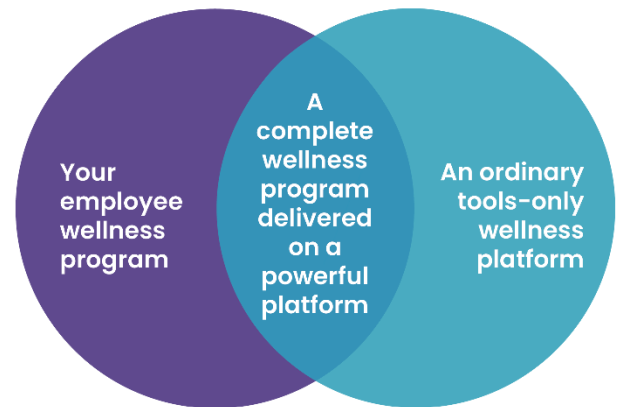 Your
employee
wellness
program
A
complete
wellness
program
delivered
on a
powerful
platform
An ordinary
tools-only
wellness
platform